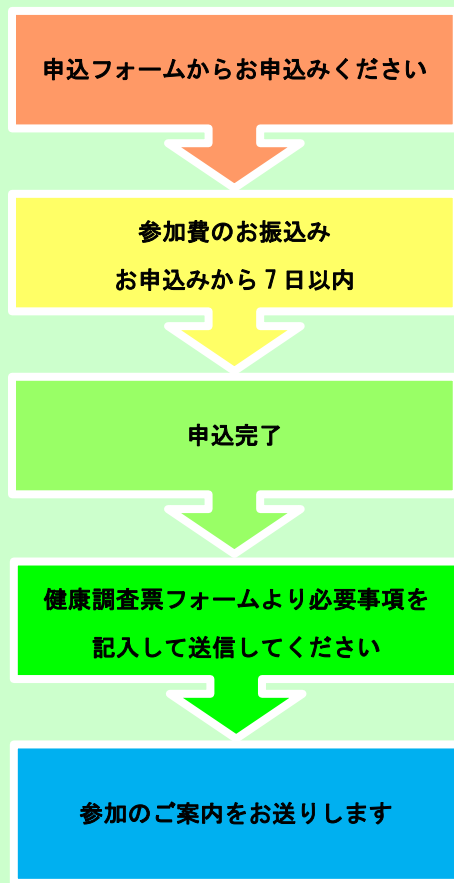 申込フォームからお申込みください
参加費のお振込み
お申込みから７日以内
申込完了
健康調査票フォームより必要事項を
記入して送信してください
参加のご案内をお送りします